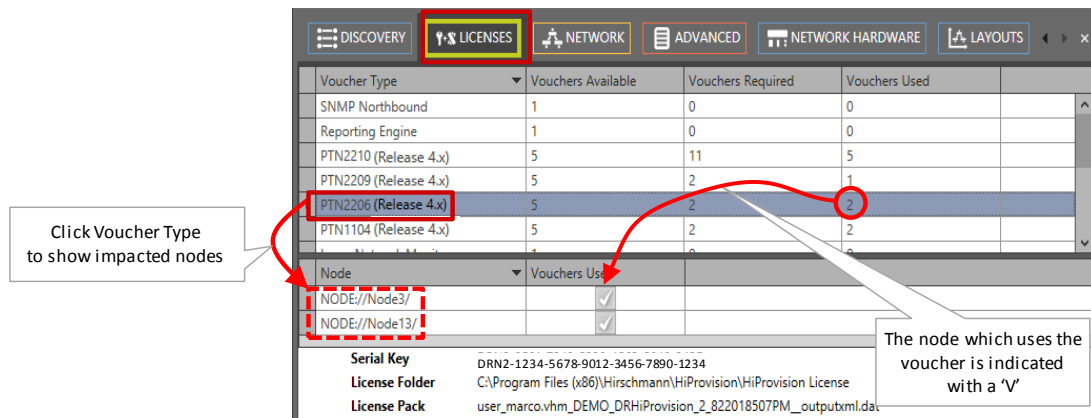 DISCOVERY LICENSES NETWORK ADVANCED NETWORK HARDWARE LAYOUTS
Voucher Type Vouchers Available Vouchers Required Vouchers Used
SNMP Northbound 1 0 0
Reporting Engine 1 0 0
PTN2210 (Release 4.x) 5 11 5
PTN2209 (Release 4.x) 5 2 1
PTN2206 (Release 4.x) 5 2 2
PTN1104 (Release 4.x) 5 2 2
Click Voucher Type
to show impacted nodes
Node Vouchers Used
NODE://Node3/
NODE://Node13/
The node which uses the
voucher is indicated
with a ‘V’
Serial Key DRN2-1234-5678-9012-3456-7890-1234
License Folder C:\Program Files (x86)\Hirschmann\HiProvision\HiProvision License
License Pack user_marco.vhm_DEMO_DRHiProvision_2_822018507PM__outputxml.dat